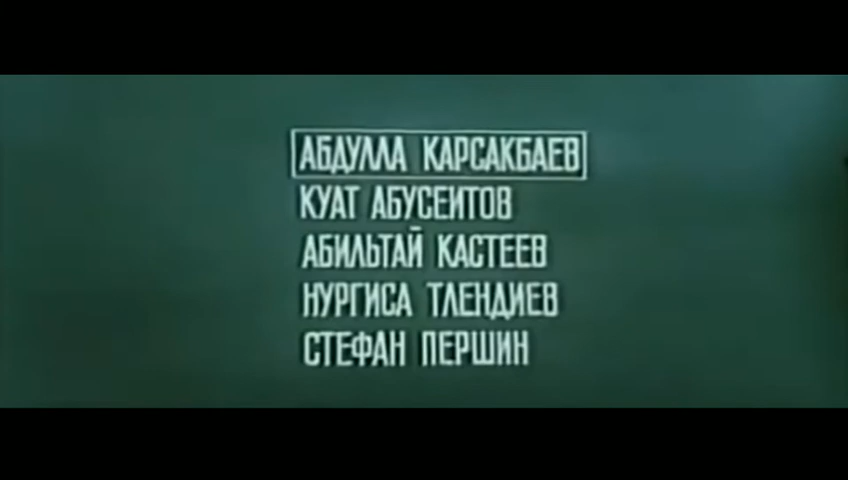 АБДУЛЛА КАРСАКБАЕВ
КУАТ АБУСЕИТОВ
АБИЛЬТАЙ КАСТЕЕВ
НУРГИСА ТЛЕНДИЕВ
СТЕФАН ПЕРШИН